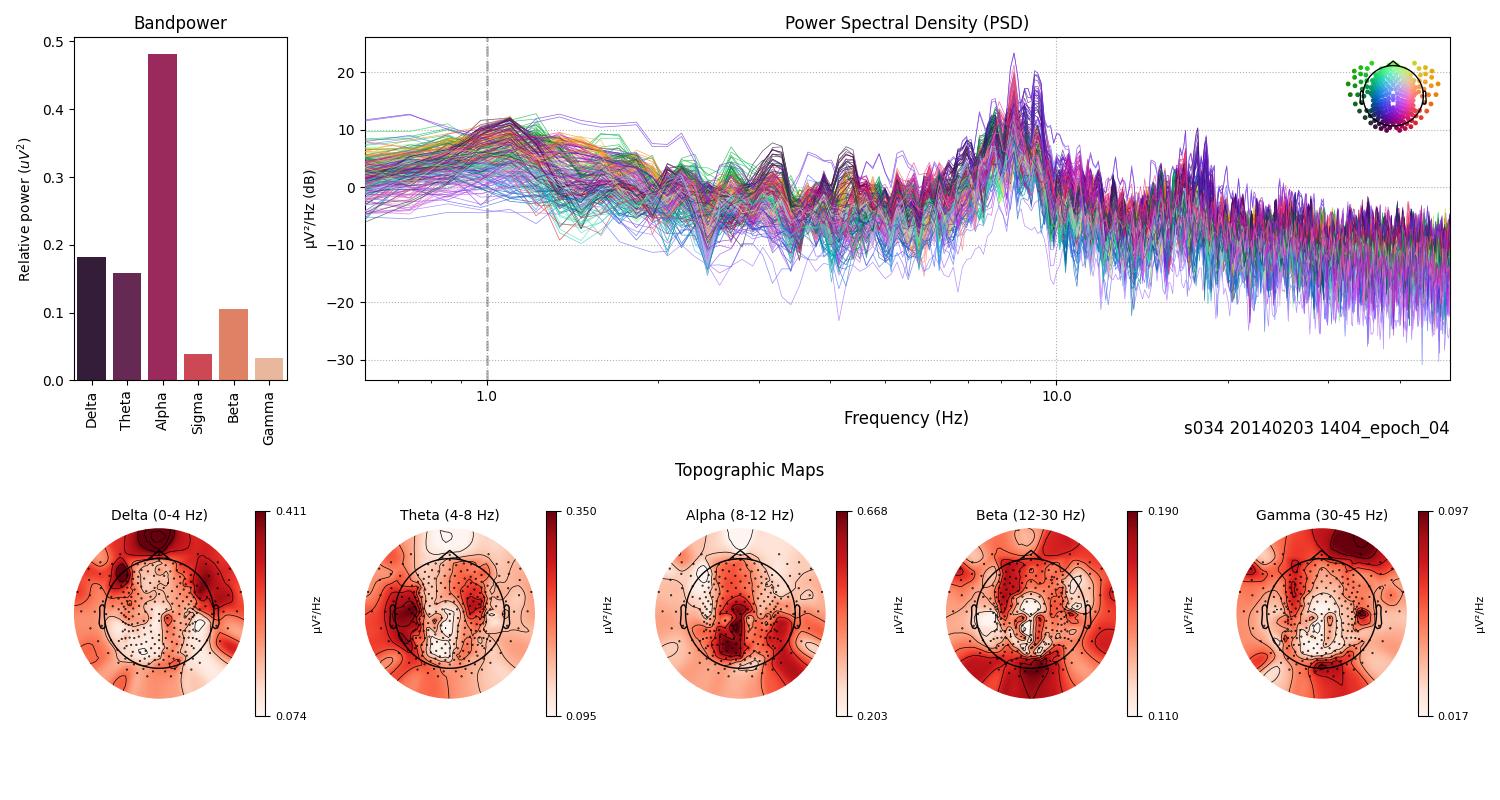 Bandpower
Relative power (uV²)
0.5
0.4
0.3
0.2
0.1
0.0
Delta
Theta
Alpha
Sigma
Beta
Gamma
Power Spectral Density (PSD)
µV²/Hz (dB)
20
10
0
−10
−20
−30
1.0
10.0
Frequency (Hz)
s034 20140203 1404_epoch_04
Topographic Maps
Delta (0-4 Hz)
0.411
µV²/Hz
0.074
Theta (4-8 Hz)
0.350
µV²/Hz
0.095
Alpha (8-12 Hz)
0.668
µV²/Hz
0.203
Beta (12-30 Hz)
0.190
µV²/Hz
0.110
Gamma (30-45 Hz)
0.097
µV²/Hz
0.017